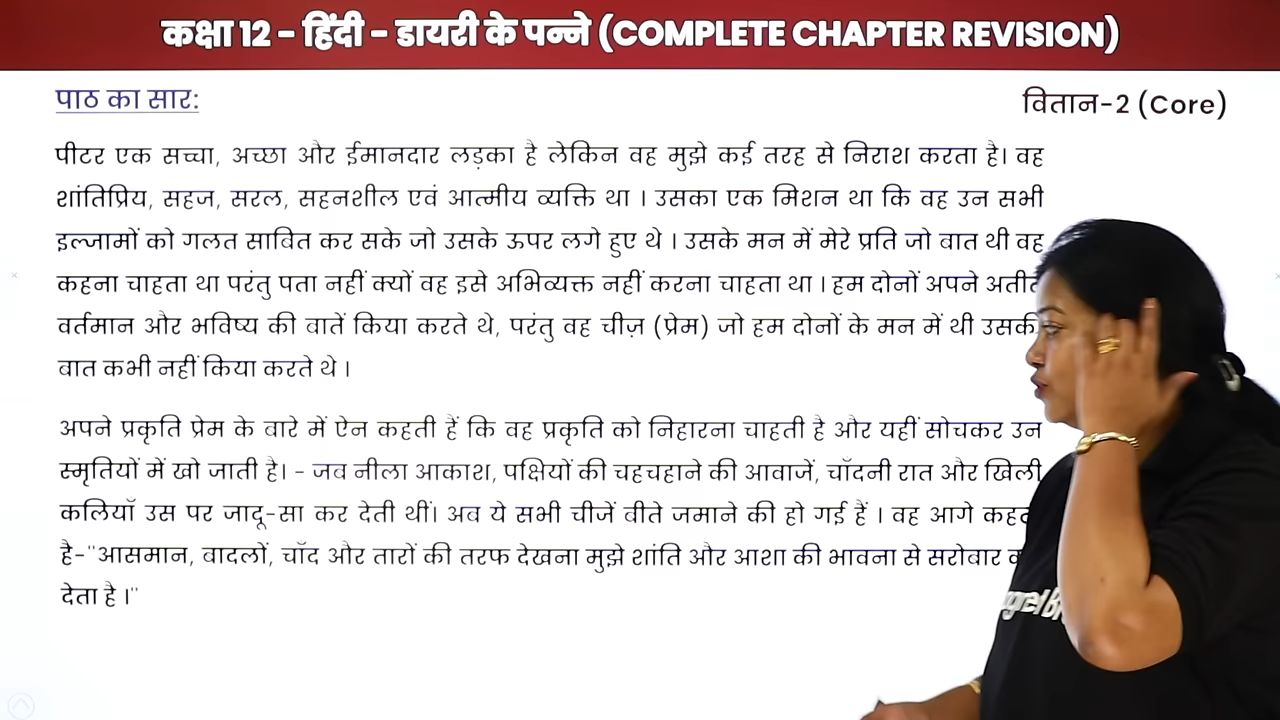 कक्षा 12 - हिंदी - डायरी के पन्ने (COMPLETE CHAPTER REVISION)
पाठ का सार:
वितान-2 (Core)
पीटर एक सच्चा, अच्छा और ईमानदार लड़का है लेकिन वह मुझे कई तरह से निराश करता है। वह
शांतिप्रिय, सहज, सरल, सहनशील एवं आत्मीय व्यक्ति था । उसका एक मिशन था कि वह उन सभी
इल्जामों को गलत साबित कर सके जो उसके ऊपर लगे हुए थे । उसके मन में मेरे प्रति जो बात थी वह
कहना चाहता था परंतु पता नहीं क्यों वह इसे अभिव्यक्त नहीं करना चाहता था । हम दोनों अपने
वर्तमान और भविष्य की बातें किया करते थे, परंतु वह चीज़ (प्रेम) जो हम दोनों के मन में थी उसकी
बात कभी नहीं किया करते थे ।
अपने प्रकृति प्रेम के बारे में ऐन कहती हैं कि वह प्रकृति को निहारना चाहती है और यहीं सोचकर उन
स्मृतियों में खो जाती है। - जब नीला आकाश, पक्षियों की चहचहाने की आवाजें, चाँदनी रात और खिली
कलियाँ उस पर जादू-सा कर देती थीं। अब ये सभी चीजें बीते जमाने की हो गई हैं । वह आगे
है-"आसमान, बादलों, चाँद और तारों की तरफ देखना मुझे शांति और आशा की भावना से सरोबार
देता है ।"